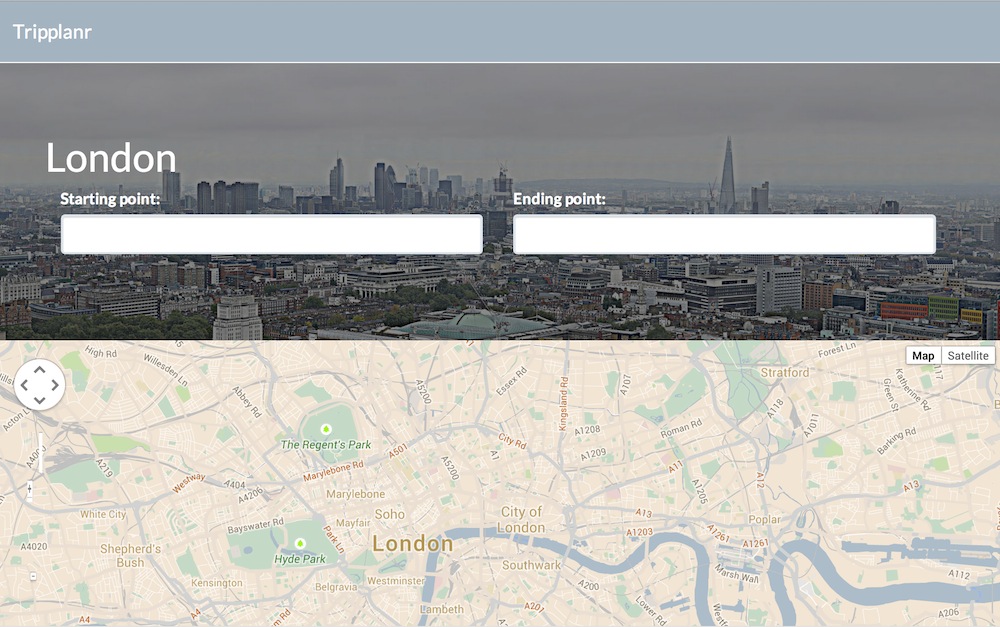 Tripplanr
London
Starting point:
Ending point:
Map
Satellite
High Rd
Willesden Ln
Abbey Rd
A5200
Essex Rd
Kingsland Rd
A107
Stratford
Forest Ln
Katherine Rd
A117
Green St
Hills
Acton L
A118
A1208
Roman Rd
A4011
Barking Rd
The Regent's Park
A501
City Rd
A1
A1209
A11
A12
A219
Westway
A404
A4206
Marylebone Rd
A5200
A1205
A13
Marylebone
White City
Bayswater Rd
Mayfair
Soho
Park Ln
City of
London
A13
A1203
A1261
Poplar
A1261
A4020
Shepherd's
Bush
Hyde Park
London
Southwark
Marsh Wall
A112
Kensington
Belgravia
Westminster
A200
Lower Rd
A206
A4
A4
Lambeth
A201